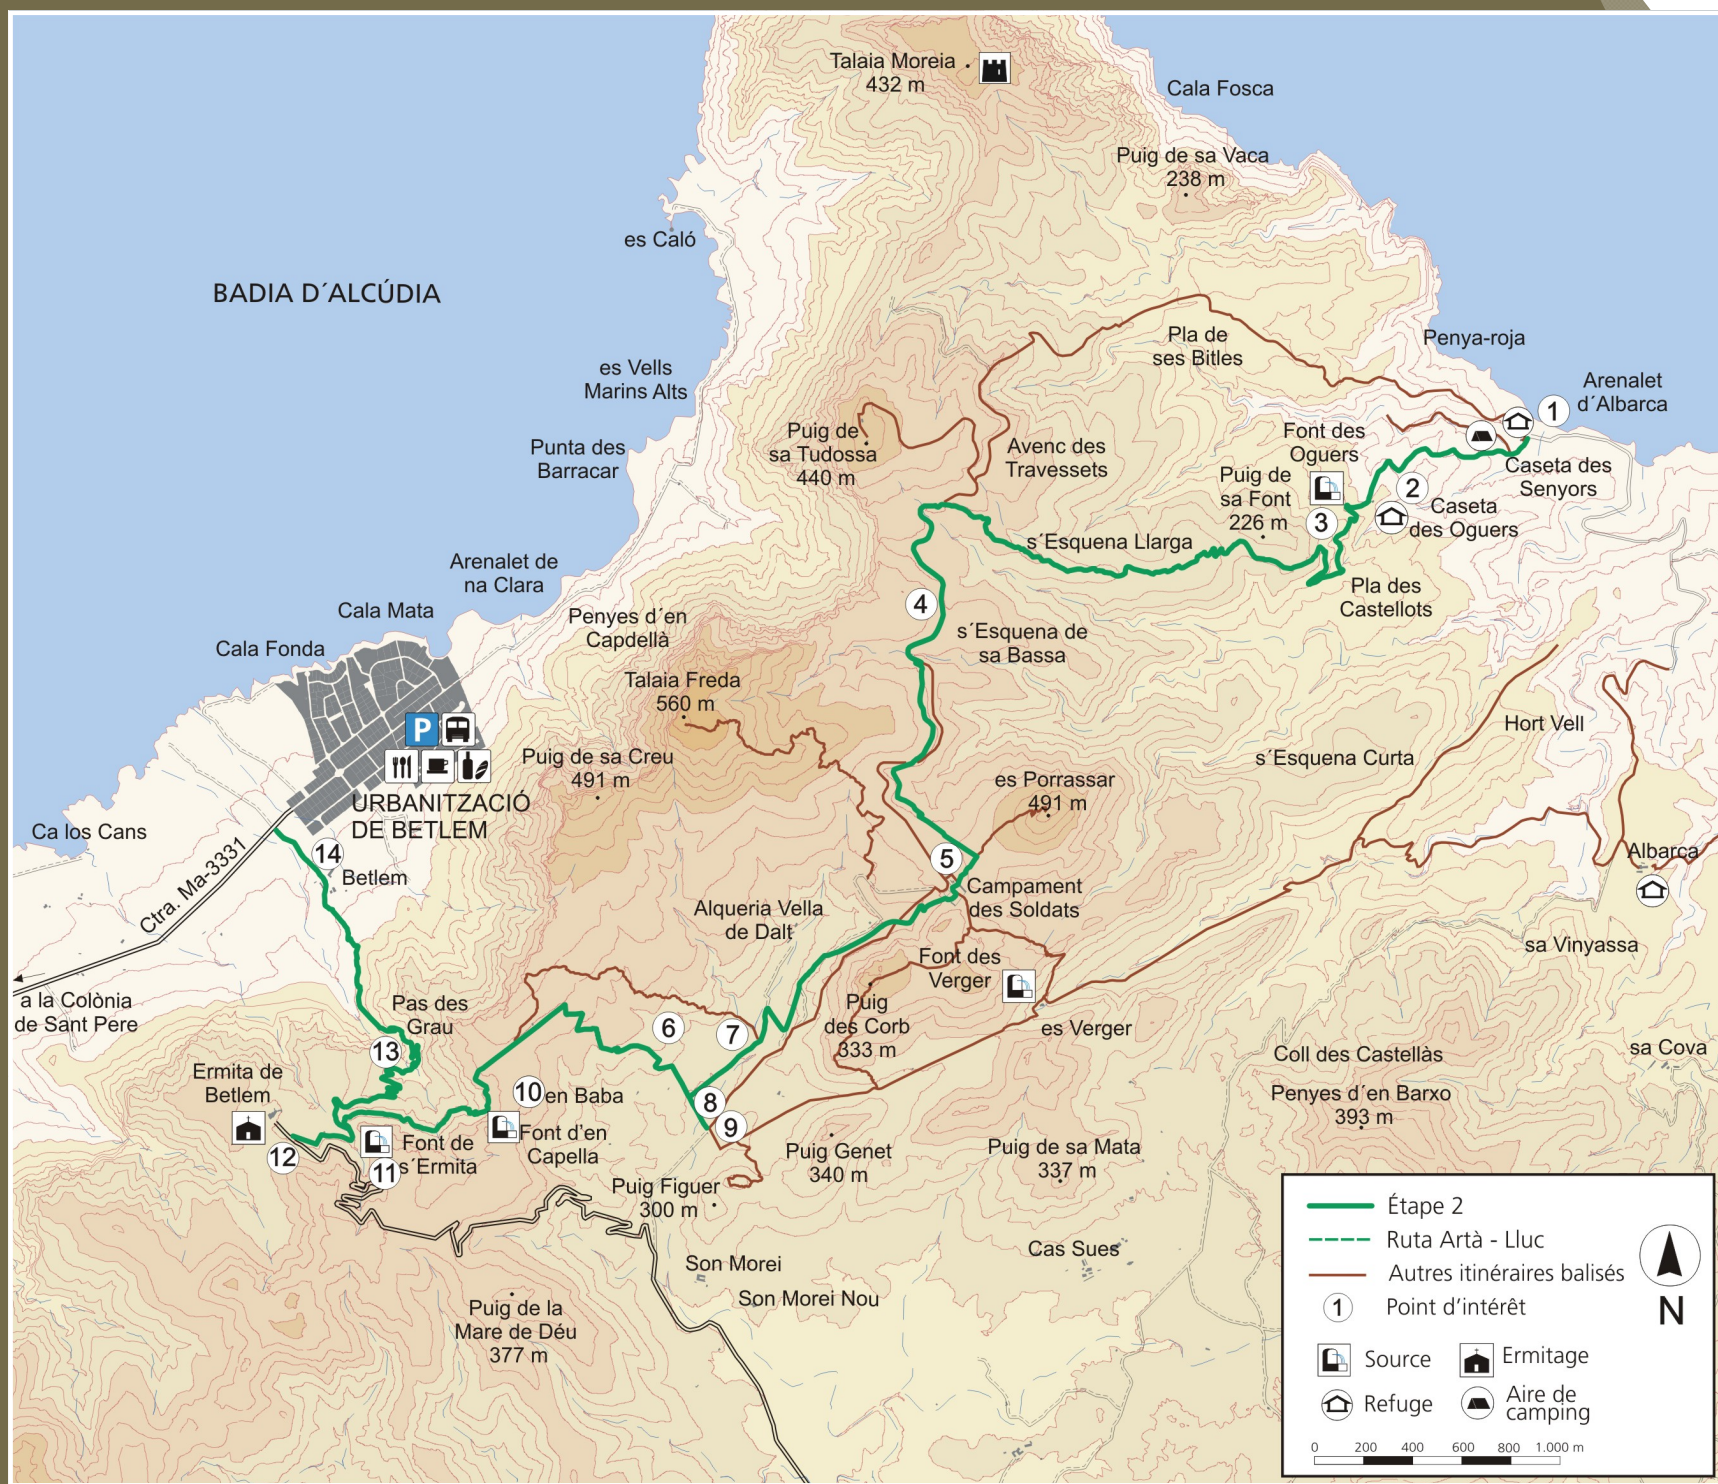 Talaia Moreia
432 m
Cala Fosca
Puig de sa Vaca
238 m
es Caló
BADIA D´ALCÚDIA
Pla de
ses Bitles
Penya-roja
es Vells
Marins Alts
Arenalet
d´Albarca
1
Puig de
sa Tudossa
440 m
Avenc des
Travessets
Font des
Oguers
Punta des
Barracar
Puig de
sa Font
226 m
Caseta des
Senyors
2
Caseta
des Oguers
3
s´Esquena Llarga
Arenalet de
na Clara
Pla des
Castellots
Cala Mata
4
Penyes d´en
Capdellà
s´Esquena de
sa Bassa
Cala Fonda
Talaia Freda
560 m
P
Hort Vell
Puig de sa Creu
491 m
s´Esquena Curta
es Porrassar
491 m
URBANITZACIÓ
DE BETLEM
Ca los Cans
14
Betlem
Ctra. Ma-3331
5
Albarca
Campament
des Soldats
Alqueria Vella
de Dalt
sa Vinyassa
Font des
Verger
a la Colònia
de Sant Pere
Pas des
Grau
Puig
des Corb
333 m
6
7
es Verger
13
Coll des Castellàs
sa Cova
Ermita de
Betlem
10
en Baba
8
Penyes d´en Barxo
393 m
9
Font d'en
Capella
Font de
s´Ermita
12
11
Puig Genet
340 m
Puig de sa Mata
337 m
Puig Figuer
300 m
Son Morei
Cas Sues
Son Morei Nou
Puig de la
Mare de Déu
377 m
Étape 2
Ruta Artà - Lluc
Autres itinéraires balisés
1
Point d'intérêt
N
Source
Ermitage
Refuge
Aire de
camping
0 200 400 600 800 1.000 m